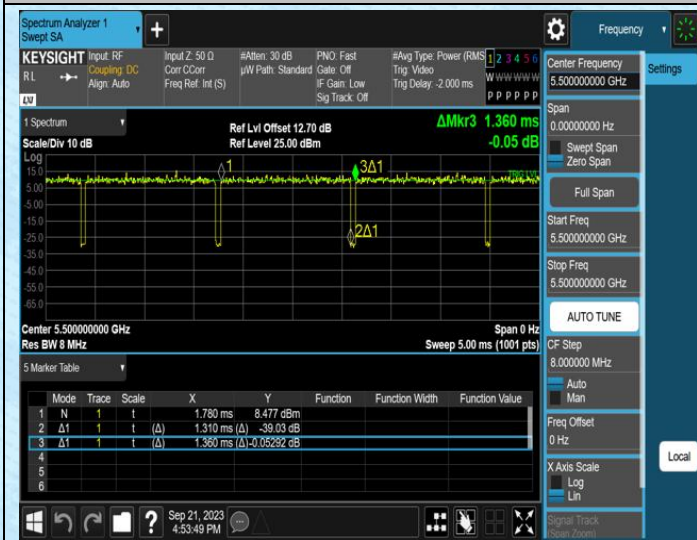 Spectrum Analyzer 1
Swept SA
Frequency
KEYSIGHT
RL
LXI
Input: RF
Coupling: DC
Align: Auto
Input Z: 50 Ω
Corr CCorr
Freq Ref: Int (S)
#Atten: 30 dB
µW Path: Standard
PNO: Fast
Gate: Off
IF Gain: Low
Sig Track: Off
#Avg Type: Power (RMS
Trig: Video
Trig Delay: -2.000 ms
1 2 3 4 5 6
W W W W W W
P P P P P P
1 Spectrum
Scale/Div 10 dB
Log
Ref Lvl Offset 12.70 dB
Ref Level 25.00 dBm
ΔMkr3 1.360 ms
-0.05 dB
15.0
5.00
-5.00
-15.0
-25.0
-35.0
-45.0
-55.0
-65.0
1
3Δ1
TRIG LVL
2Δ1
Center 5.500000000 GHz
Res BW 8 MHz
Span 0 Hz
Sweep 5.00 ms (1001 pts)
5 Marker Table
Mode Trace Scale X Y Function Function Width Function Value
1 N 1 t 1.780 ms 8.477 dBm
2 Δ1 1 t (Δ) 1.310 ms (Δ) -39.03 dB
3 Δ1 1 t (Δ) 1.360 ms (Δ) -0.05292 dB
4
5
6
Sep 21, 2023
4:53:49 PM
Center Frequency
5.500000000 GHz
Span
0.00000000 Hz
Swept Span
Zero Span
Full Span
Start Freq
5.500000000 GHz
Stop Freq
5.500000000 GHz
AUTO TUNE
CF Step
8.000000 MHz
Auto
Man
Freq Offset
0 Hz
X Axis Scale
Log
Lin
Signal Track
(Span Zoom)
Settings
Local